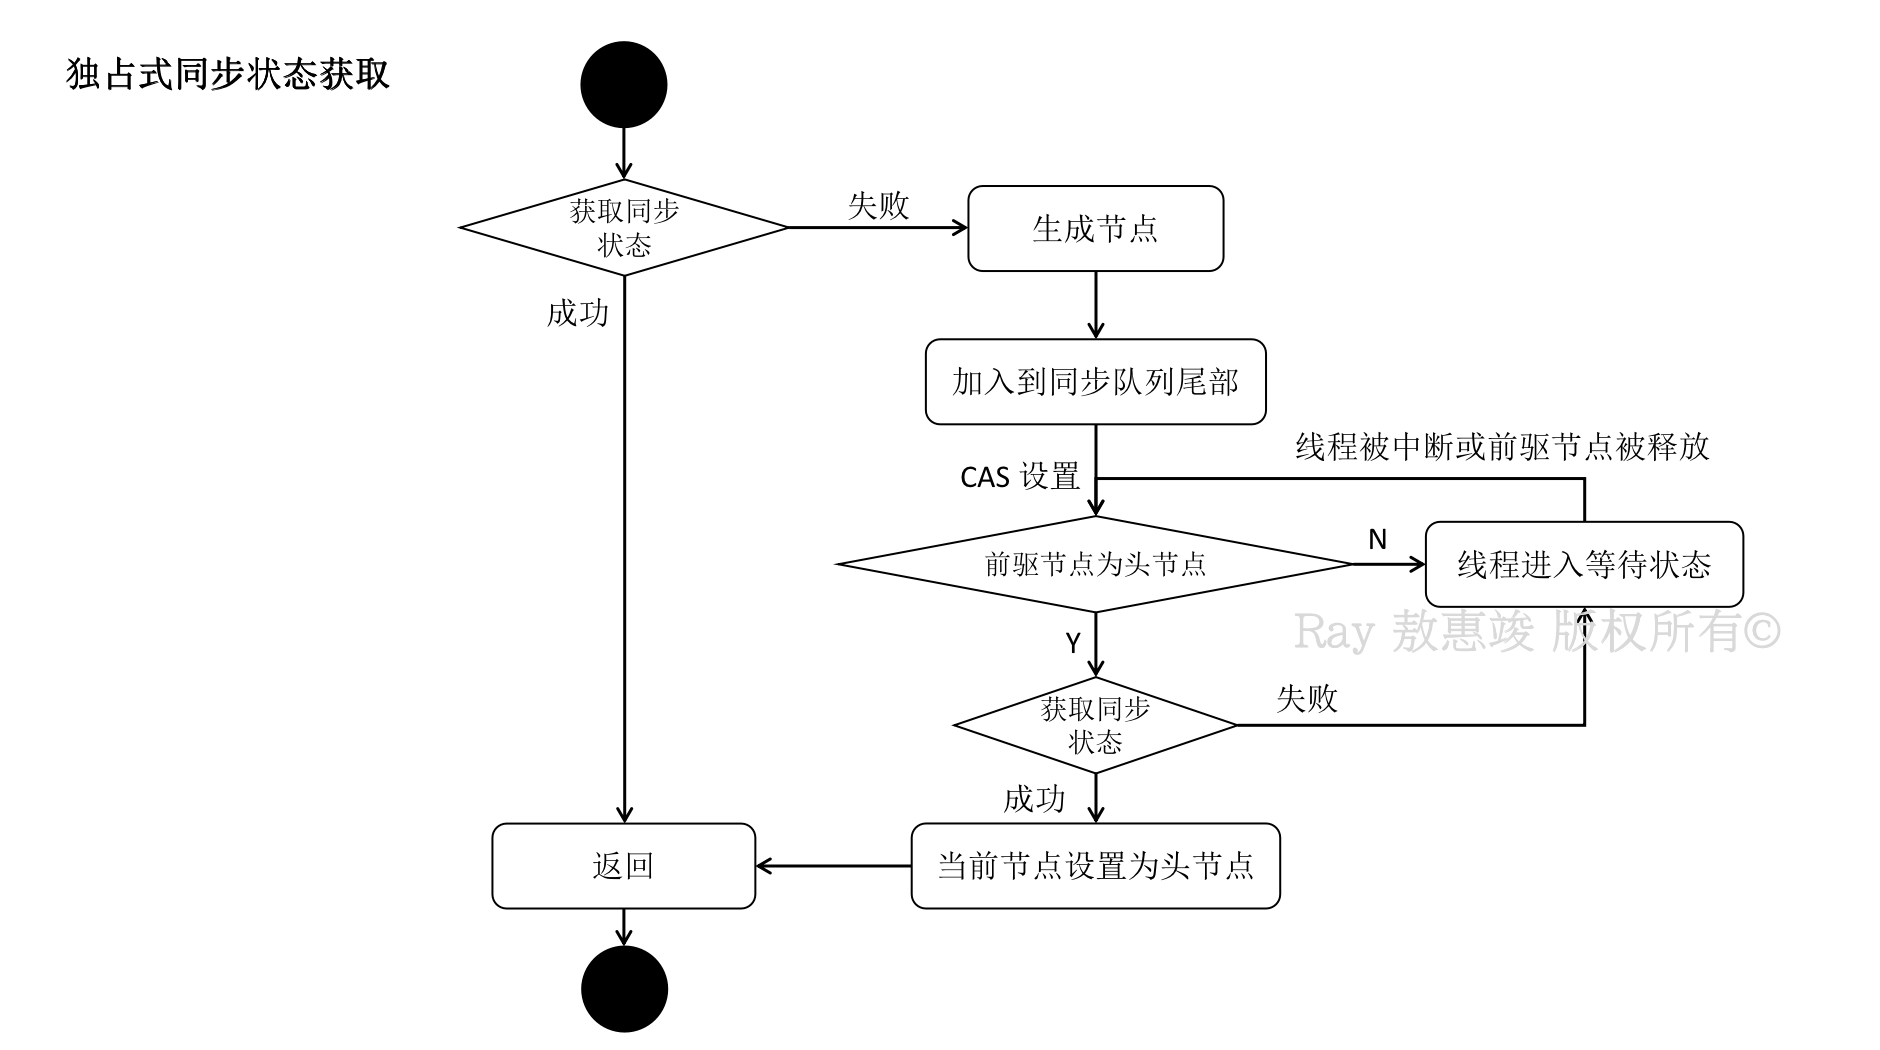 独占式同步状态获取
获取同步
状态
失败
生成节点
成功
加入到同步队列尾部
线程被中断或前驱节点被释放
CAS 设置
前驱节点为头节点
N
线程进入等待状态
Ray 敖惠竣 版权所有©
Y
获取同步
状态
失败
成功
返回
当前节点设置为头节点